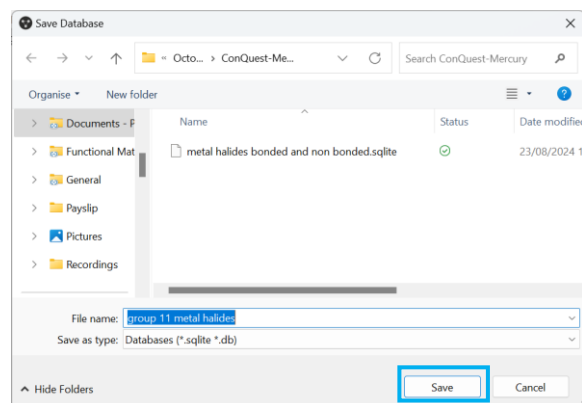 Save Database
« Octo... > ConQuest-Me...
Search ConQuest-Mercury
Organise
New folder
Name
Status
Date modified
Documents - P
metal halides bonded and non bonded.sqlite
23/08/2024 1
Functional Mat
General
Payslip
Pictures
Recordings
File name: group 11 metal halides
Save as type: Databases (*.sqlite *.db)
Hide Folders
Save
Cancel